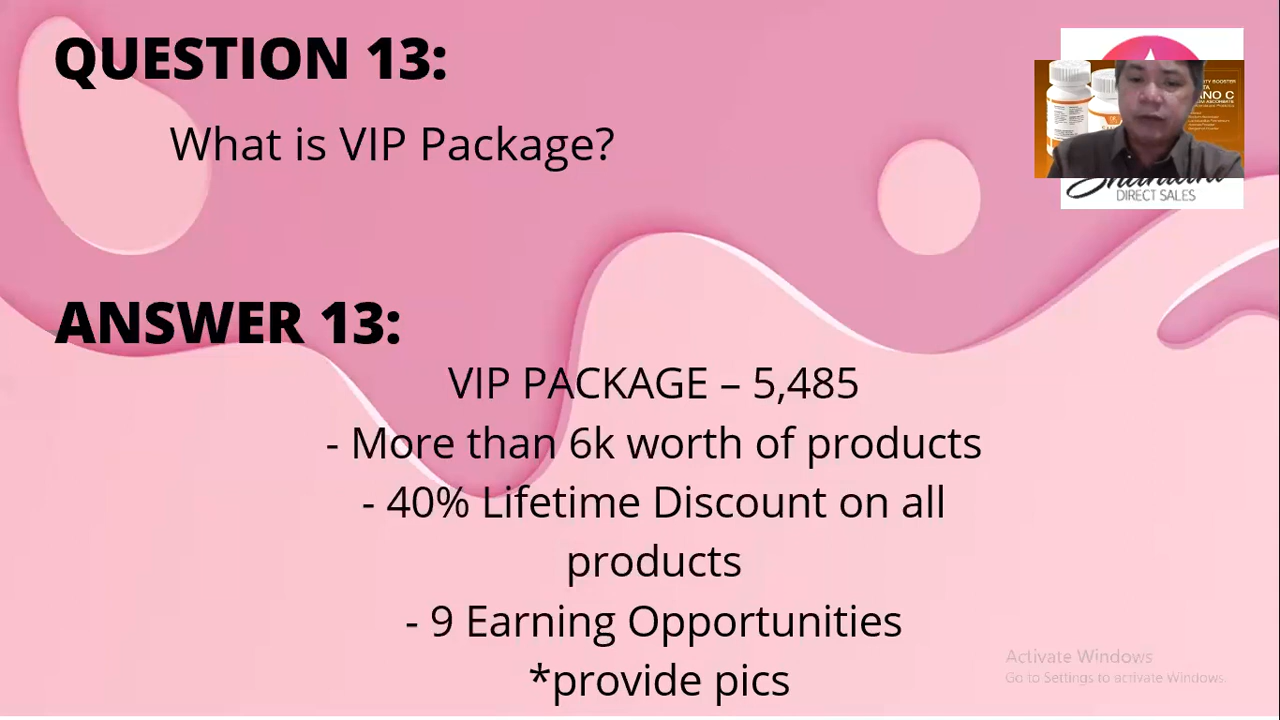 QUESTION 13:
What is VIP Package?
ANSWER 13:
VIP PACKAGE – 5,485
- More than 6k worth of products
- 40% Lifetime Discount on all
products
- 9 Earning Opportunities
*provide pics
DIRECT SALES
Activate Windows
Go to Settings to activate Windows.